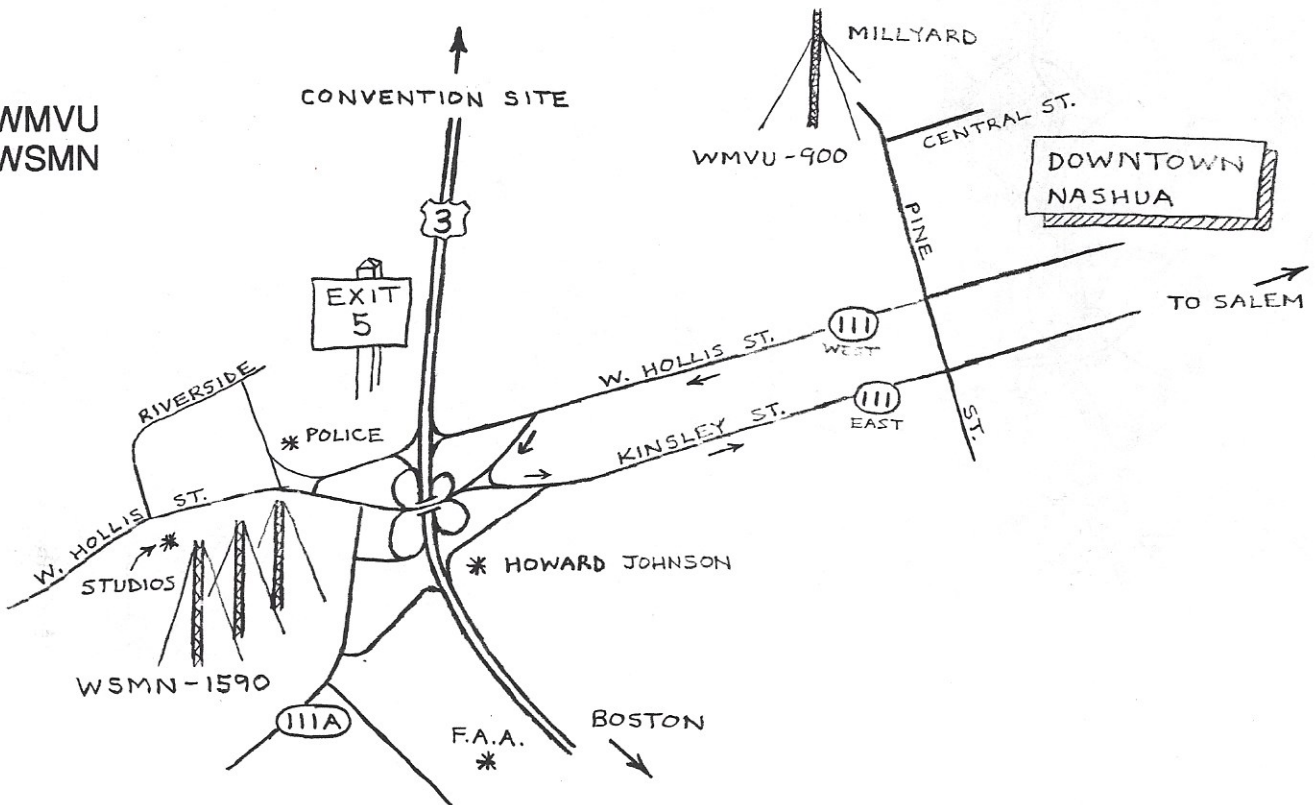 WMVU
WSMN
CONVENTION SITE
MILLYARD
WMVU-900
CENTRAL ST.
DOWNTOWN
NASHUA
PINE
ST.
3
EXIT
5
TO SALEM
111
WEST
W. HOLLIS ST.
111
EAST
KINSLEY ST.
RIVERSIDE
POLICE
W. HOLLIS ST.
STUDIOS
HOWARD JOHNSON
WSMN-1590
111A
F.A.A.
BOSTON